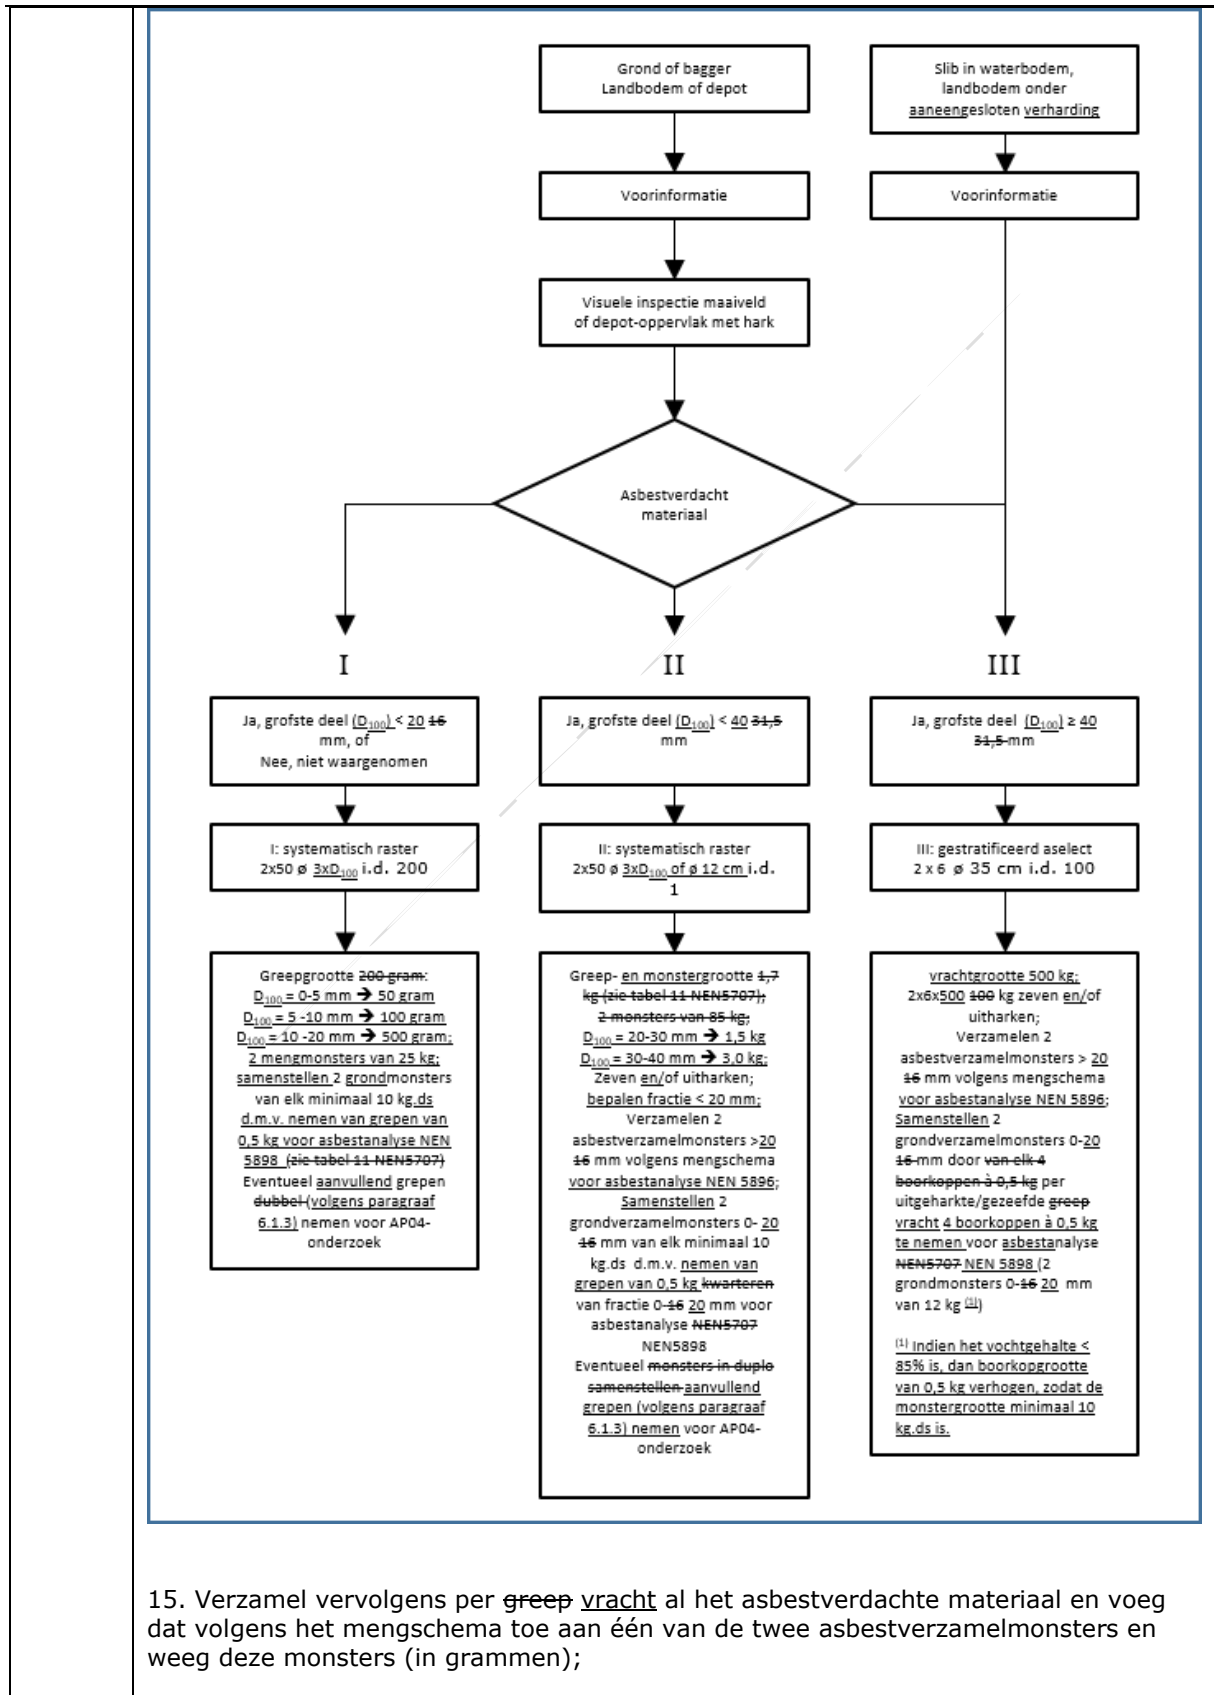 Grond of bagger
Landbodem of depot
Slib in waterbodem,
landbodem onder
aaneengesloten verharding
Voorinformatie
Voorinformatie
Visuele inspectie maaiveld
of depot-oppervlak met hark
Asbestverdacht
materiaal
I
II
III
Ja, grofste deel (D100) < 20 16
mm, of
Nee, niet waargenomen
Ja, grofste deel (D100) < 40 31,5
mm
Ja, grofste deel (D100) ≥ 40
31,5 mm
I: systematisch raster
2x50 ø 3xD100 i.d. 200
II: systematisch raster
2x50 ø 3xD100 of ø 12 cm i.d.
1
III: gestratificeerd aselect
2 x 6 ø 35 cm i.d. 100
Greepgrootte 200 gram:
D100 = 0-5 mm ➔ 50 gram
D100 = 5 -10 mm ➔ 100 gram
D100 = 10 -20 mm ➔ 500 gram;
2 mengmonsters van 25 kg;
samenstellen 2 grondmonsters
van elk minimaal 10 kg.ds
d.m.v. nemen van grepen van
0,5 kg voor asbestanalyse NEN
5898 (zie tabel 11 NEN5707)
Eventueel aanvullend grepen
dubbel (volgens paragraaf
6.1.3) nemen voor AP04-
onderzoek
Greep- en monstergrootte 1,7
kg (zie tabel 11 NEN5707);
2 monsters van 85 kg;
D100 = 20-30 mm ➔ 1,5 kg
D100 = 30-40 mm ➔ 3,0 kg;
Zeven en/of uitharken;
bepalen fractie < 20 mm;
Verzamelen 2
asbestverzamelmonsters >20
16 mm volgens mengschema
voor asbestanalyse NEN 5896;
Samenstellen 2
grondverzamelmonsters 0- 20
16 mm van elk minimaal 10
kg.ds d.m.v. nemen van
grepen van 0,5 kg kwarteren
van fractie 0-16 20 mm voor
asbestanalyse NEN5707
NEN5898
Eventueel monsters in duplo
samenstellen aanvullend
grepen (volgens paragraaf
6.1.3) nemen voor AP04-
onderzoek
vrachtgrootte 500 kg;
2x6x500 100 kg zeven en/of
uitharken;
Verzamelen 2
asbestverzamelmonsters > 20
16 mm volgens mengschema
voor asbestanalyse NEN 5896;
Samenstellen 2
grondverzamelmonsters 0-20
16 mm door van elk 4
boorkoppen à 0,5 kg per
uitgeharkte/gezeefde greep
vracht 4 boorkoppen à 0,5 kg
te nemen voor asbestanalyse
NEN5707 NEN 5898 (2
grondmonsters 0-16 20 mm
van 12 kg (1))
(1) Indien het vochtgehalte <
85% is, dan boorkopgrootte
van 0,5 kg verhogen, zodat de
monstergrootte minimaal 10
kg.ds is.
15. Verzamel vervolgens per greep vracht al het asbestverdachte materiaal en voeg
dat volgens het mengschema toe aan één van de twee asbestverzamelmonsters en
weeg deze monsters (in grammen);